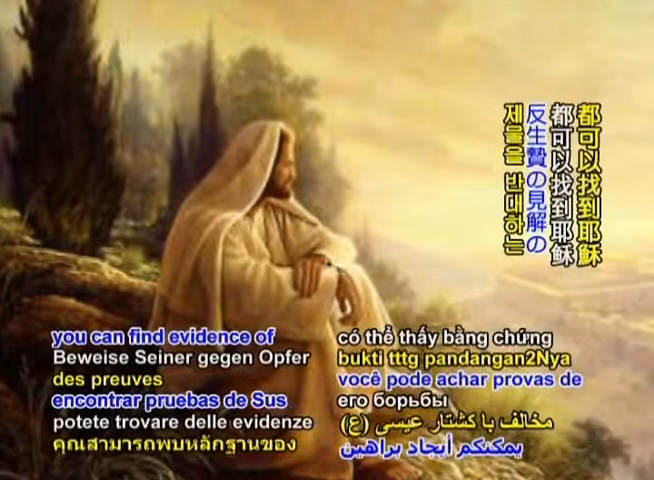 都可以找到耶穌
都可以找到耶穌
反生贄の見解の
제물을 반대하는
you can find evidence of
Beweise Seiner gegen Opfer
des preuves
encontrar pruebas de Sus
potete trovare delle evidenze
คุณสามารถพบหลักฐานของ
có thể thấy bằng chứng
bukti tttg pandangan2Nya
você pode achar provas de
его борьбы
مخالف با کشتار عیسی (ع)
يمكنكم أيجاد براهين